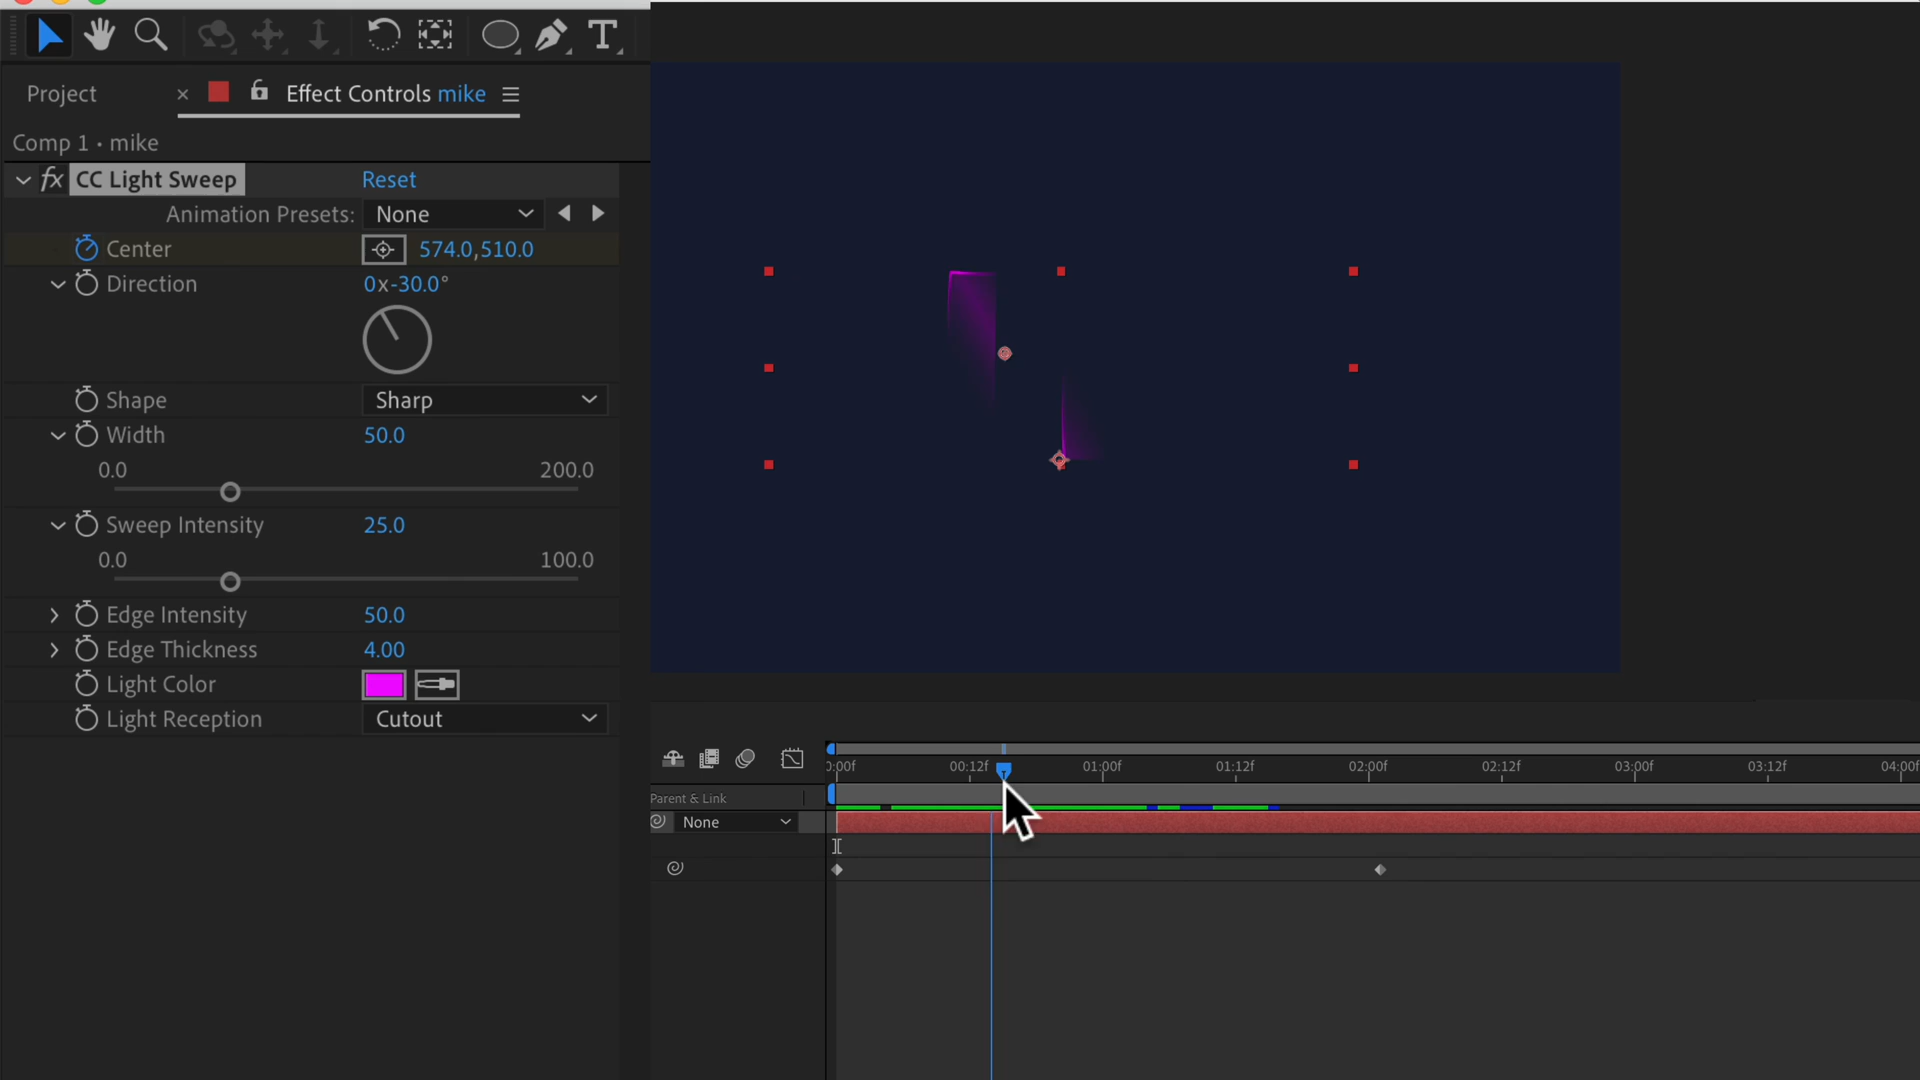 Project
× Effect Controls mike
Comp 1 • mike
fx CC Light Sweep Reset
Animation Presets: None
Center 574.0,510.0
Direction 0x-30.0°
Shape Sharp
Width 50.0
0.0 200.0
Sweep Intensity 25.0
0.0 100.0
Edge Intensity 50.0
Edge Thickness 4.00
Light Color
Light Reception Cutout
0:00f 00:12f 01:00f 01:12f 02:00f 02:12f 03:00f 03:12f 04:00f
Parent & Link
None